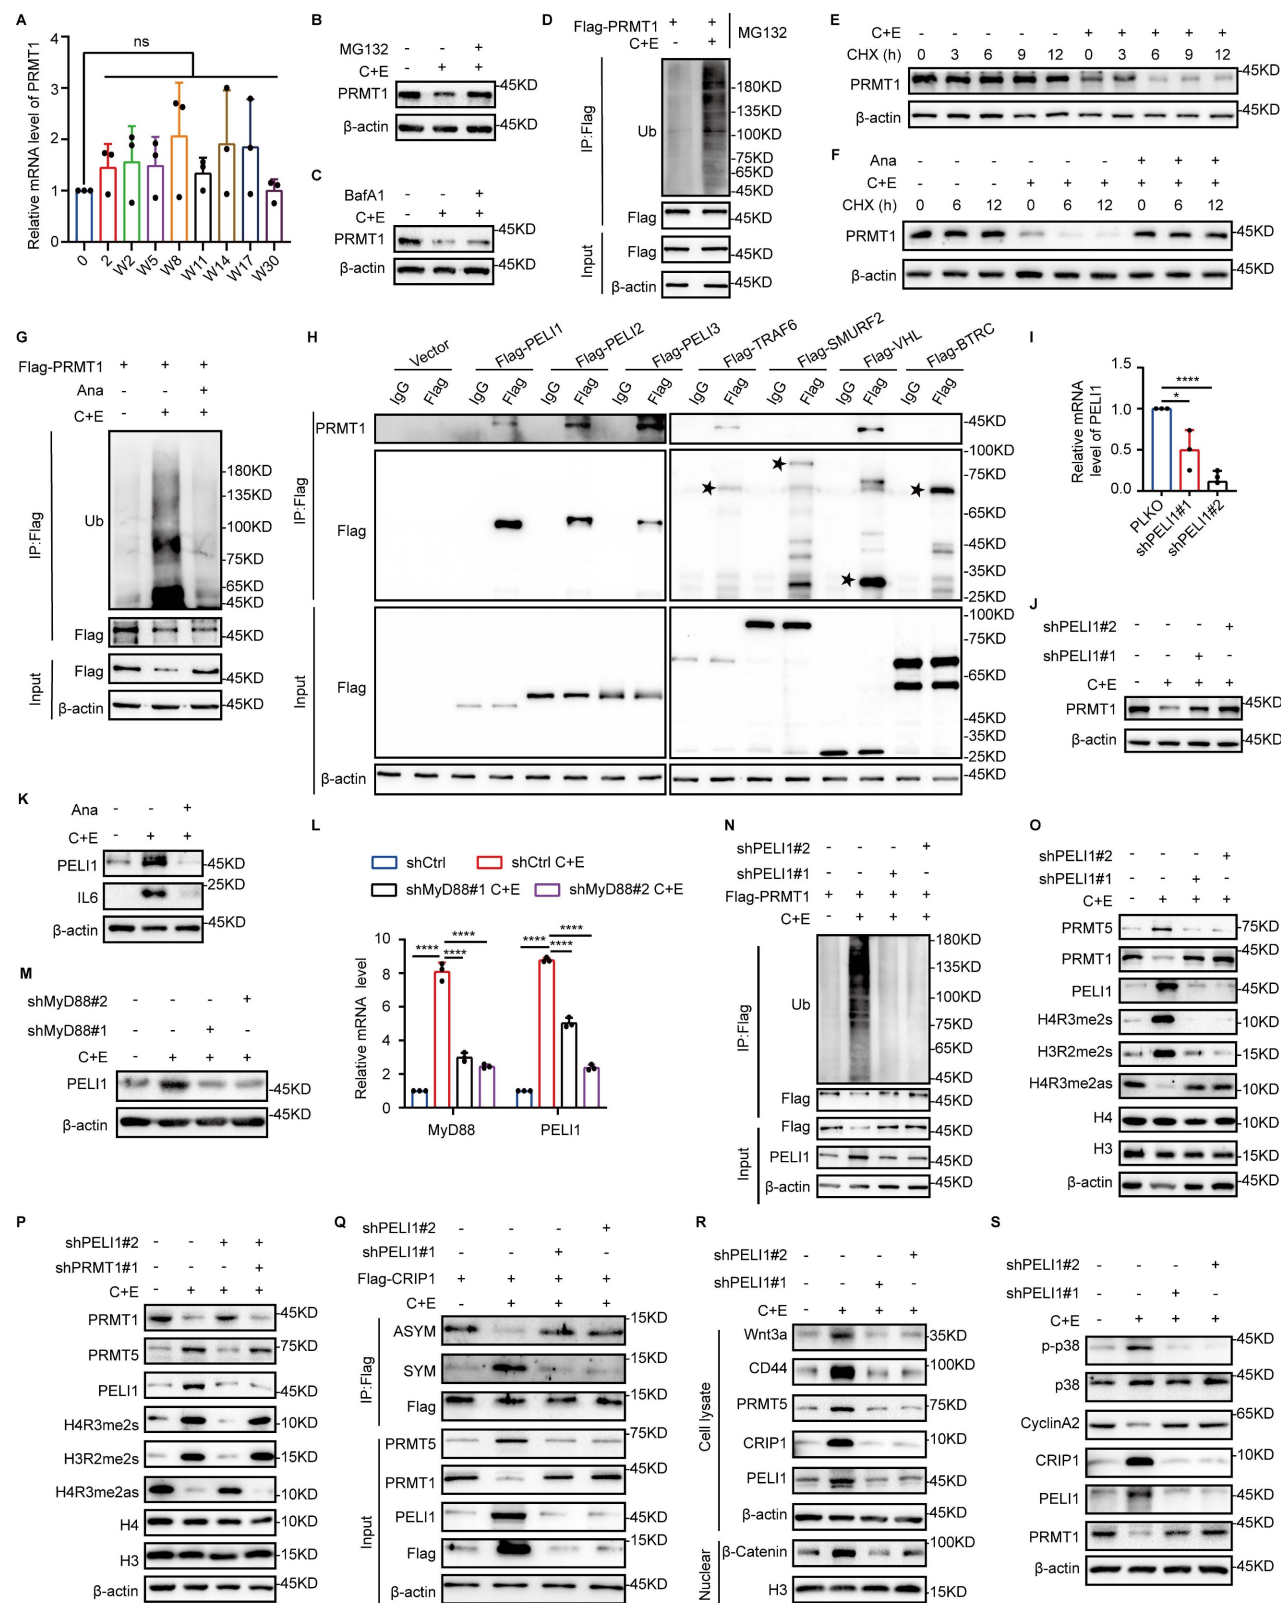 A
Relative mRNA level of PRMT1
4
3
2
1
0
ns
0
2
W2
W5
W8
W11
W14
W17
W30
B
MG132 - - +
C+E - + +
PRMT1 -45KD
β-actin -45KD
C
BafA1 - - +
C+E - + +
PRMT1 -45KD
β-actin -45KD
D
Flag-PRMT1 + +
C+E - +
MG132
IP:Flag
Ub
-180KD
-135KD
-100KD
-75KD
-65KD
-45KD
Flag -45KD
Input
Flag -45KD
β-actin -45KD
E
C+E - - - - - + + + + +
CHX (h) 0 3 6 9 12 0 3 6 9 12
PRMT1 -45KD
β-actin -45KD
F
Ana - - - - - - + + +
C+E - - - + + + + + +
CHX (h) 0 6 12 0 6 12 0 6 12
PRMT1 -45KD
β-actin -45KD
G
Flag-PRMT1 + + +
Ana - - +
C+E - + +
IP:Flag
Ub
-180KD
-135KD
-100KD
-75KD
-65KD
-45KD
Flag -45KD
Input
Flag -45KD
β-actin -45KD
H
Vector
Flag-PELI1
Flag-PELI2
Flag-PELI3
Flag-TRAF6
Flag-SMURF2
Flag-VHL
Flag-BTRC
IgG Flag IgG Flag IgG Flag IgG Flag IgG Flag IgG Flag IgG Flag IgG Flag
IP:Flag
PRMT1 -45KD
Flag
-100KD
-75KD
-65KD
-45KD
-35KD
-25KD
Input
Flag
-100KD
-75KD
-65KD
-45KD
-35KD
-25KD
β-actin -45KD
I
Relative mRNA
level of PELI1
1.5
1.0
0.5
0.0
****
*
PLKO
shPELI1#1
shPELI1#2
J
shPELI1#2 - - - +
shPELI1#1 - - + -
C+E - + + +
PRMT1 -45KD
β-actin -45KD
K
Ana - - +
C+E - + +
PELI1 -45KD
IL6 -25KD
β-actin -45KD
L
shCtrl
shCtrl C+E
shMyD88#1 C+E
shMyD88#2 C+E
Relative mRNA level
10
8
6
4
2
0
**** **** ****
**** **** ****
MyD88
PELI1
M
shMyD88#2 - - - +
shMyD88#1 - - + -
C+E - + + +
PELI1 -45KD
β-actin -45KD
N
shPELI1#2 - - - +
shPELI1#1 - - + -
Flag-PRMT1 + + + +
C+E - + + +
IP:Flag
Ub
-180KD
-135KD
-100KD
-75KD
-65KD
-45KD
Flag -45KD
Input
Flag -45KD
PELI1 -45KD
β-actin -45KD
O
shPELI1#2 - - - +
shPELI1#1 - - + -
C+E - + + +
PRMT5 -75KD
PRMT1 -45KD
PELI1 -45KD
H4R3me2s -10KD
H3R2me2s -15KD
H4R3me2as -10KD
H4 -10KD
H3 -15KD
β-actin -45KD
P
shPELI1#2 - - + +
shPRMT1#1 - - - +
C+E - + + +
PRMT1 -45KD
PRMT5 -75KD
PELI1 -45KD
H4R3me2s -10KD
H3R2me2s -15KD
H4R3me2as -10KD
H4 -10KD
H3 -15KD
β-actin -45KD
Q
shPELI1#2 - - - +
shPELI1#1 - - + -
Flag-CRIP1 + + + +
C+E - + + +
IP:Flag
ASYM -15KD
SYM -15KD
Flag -15KD
Input
PRMT5 -75KD
PRMT1 -45KD
PELI1 -45KD
Flag -15KD
β-actin -45KD
R
shPELI1#2 - - - +
shPELI1#1 - - + -
C+E - + + +
Cell lysate
Wnt3a -35KD
CD44 -100KD
PRMT5 -75KD
CRIP1 -10KD
PELI1 -45KD
β-actin -45KD
Nuclear
β-Catenin -100KD
H3 -15KD
S
shPELI1#2 - - - +
shPELI1#1 - - + -
C+E - + + +
p-p38 -45KD
p38 -45KD
CyclinA2 -65KD
CRIP1 -10KD
PELI1 -45KD
PRMT1 -45KD
β-actin -45KD